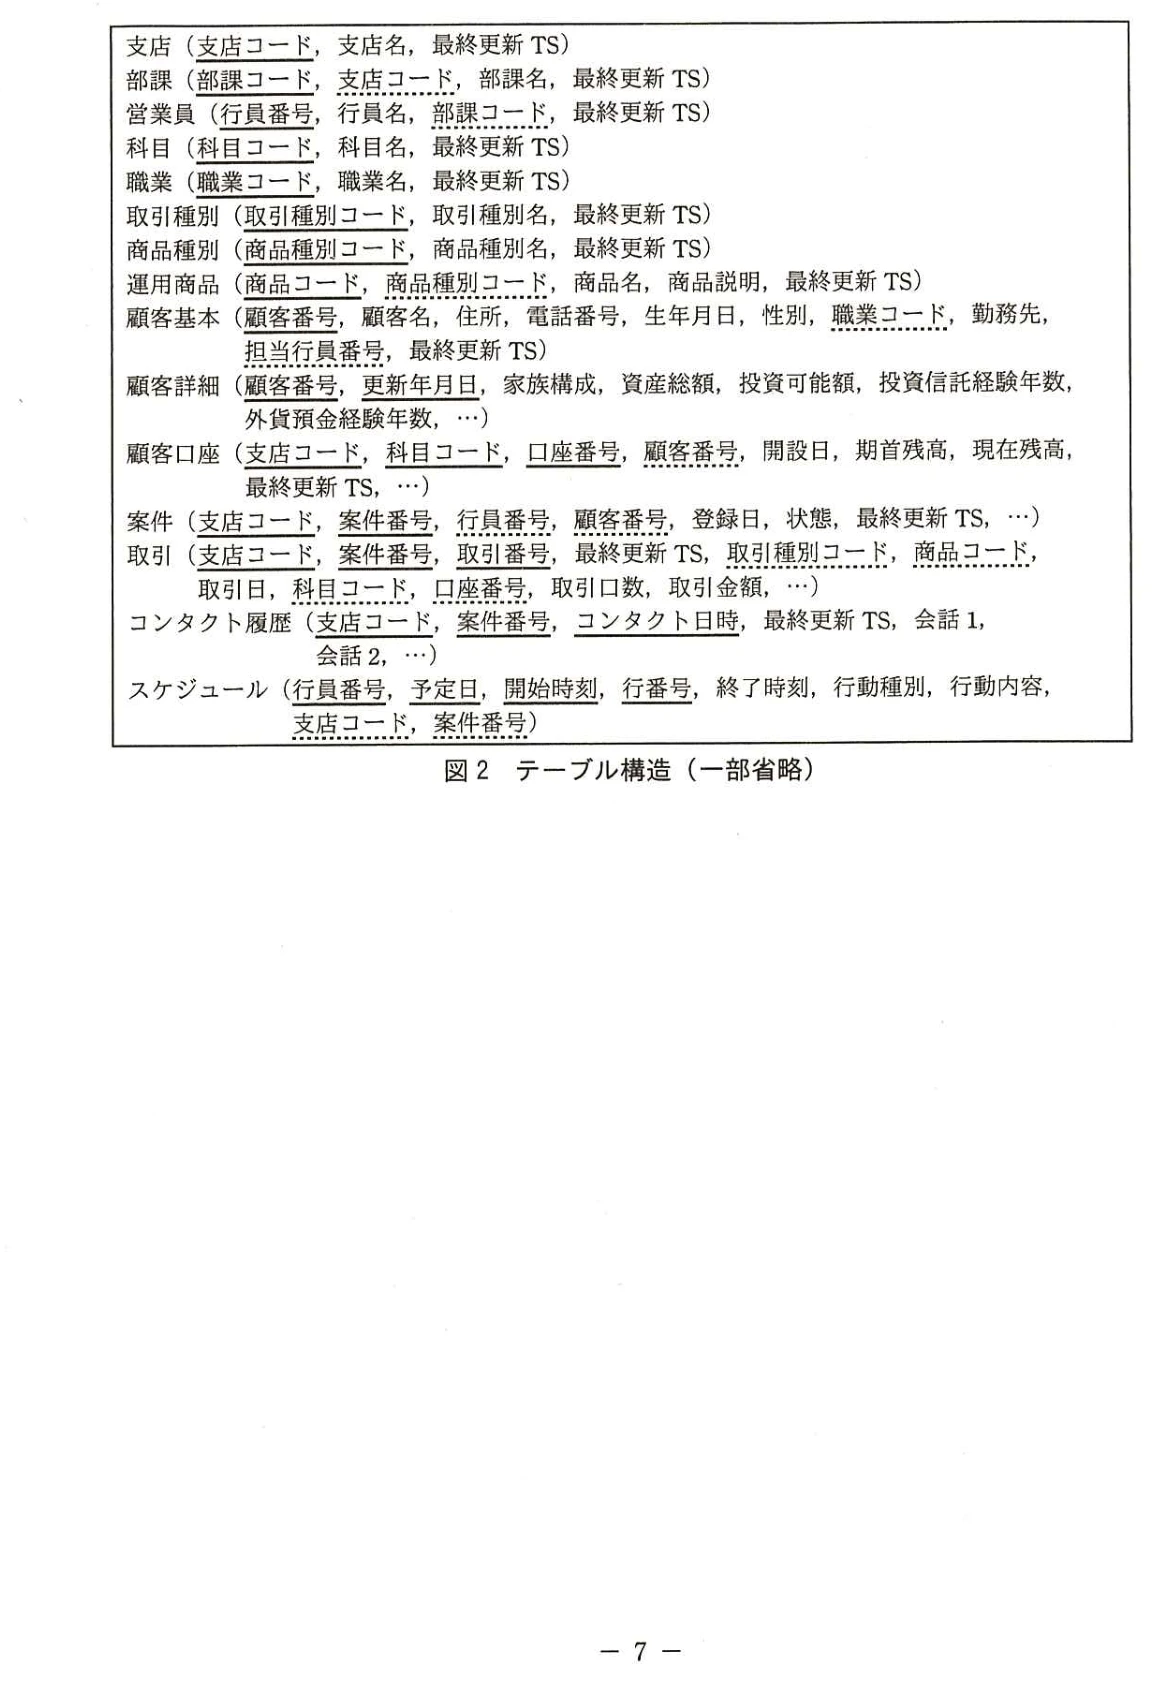 支店（支店コード，支店名，最終更新 TS）
部課（部課コード，支店コード，部課名，最終更新 TS）
営業員（行員番号，行員名，部課コード，最終更新 TS）
科目（科目コード，科目名，最終更新 TS）
職業（職業コード，職業名，最終更新 TS）
取引種別（取引種別コード，取引種別名，最終更新 TS）
商品種別（商品種別コード，商品種別名，最終更新 TS）
運用商品（商品コード，商品種別コード，商品名，商品説明，最終更新 TS）
顧客基本（顧客番号，顧客名，住所，電話番号，生年月日，性別，職業コード，勤務先，
担当行員番号，最終更新 TS）
顧客詳細（顧客番号，更新年月日，家族構成，資産総額，投資可能額，投資信託経験年数，
外貨預金経験年数，…）
顧客口座（支店コード，科目コード，口座番号，顧客番号，開設日，期首残高，現在残高，
最終更新 TS，…）
案件（支店コード，案件番号，行員番号，顧客番号，登録日，状態，最終更新 TS，…）
取引（支店コード，案件番号，取引番号，最終更新 TS，取引種別コード，商品コード，
取引日，科目コード，口座番号，取引口数，取引金額，…）
コンタクト履歴（支店コード，案件番号，コンタクト日時，最終更新 TS，会話 1，
会話 2，…）
スケジュール（行員番号，予定日，開始時刻，行番号，終了時刻，行動種別，行動内容，
支店コード，案件番号）
図 2　テーブル構造（一部省略）
－ 7 －